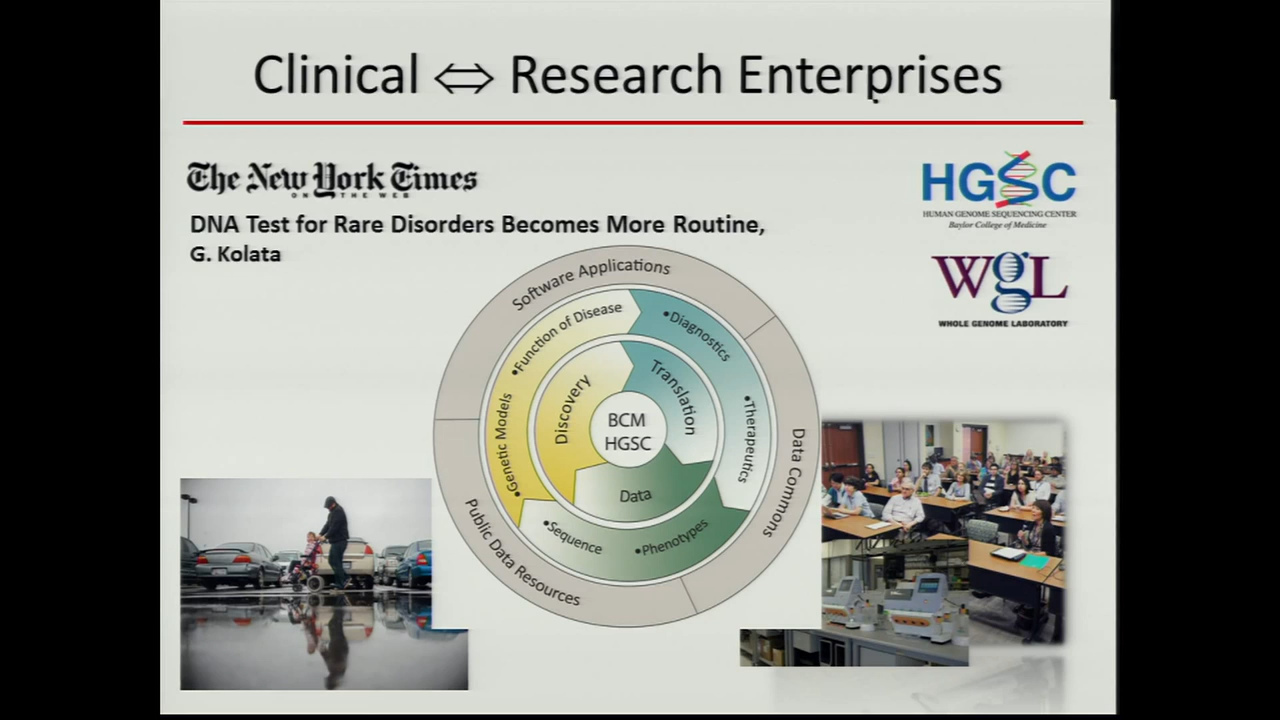 Clinical ⇔ Research Enterprises
The New York Times
ON THE WEB
DNA Test for Rare Disorders Becomes More Routine,
G. Kolata
HGSC
HUMAN GENOME SEQUENCING CENTER
Baylor College of Medicine
WgL
WHOLE GENOME LABORATORY
Software Applications
Data Commons
Public Data Resources
•Function of Disease
•Genetic Models
•Diagnostics
•Therapeutics
•Sequence
•Phenotypes
Discovery
Translation
Data
BCM
HGSC